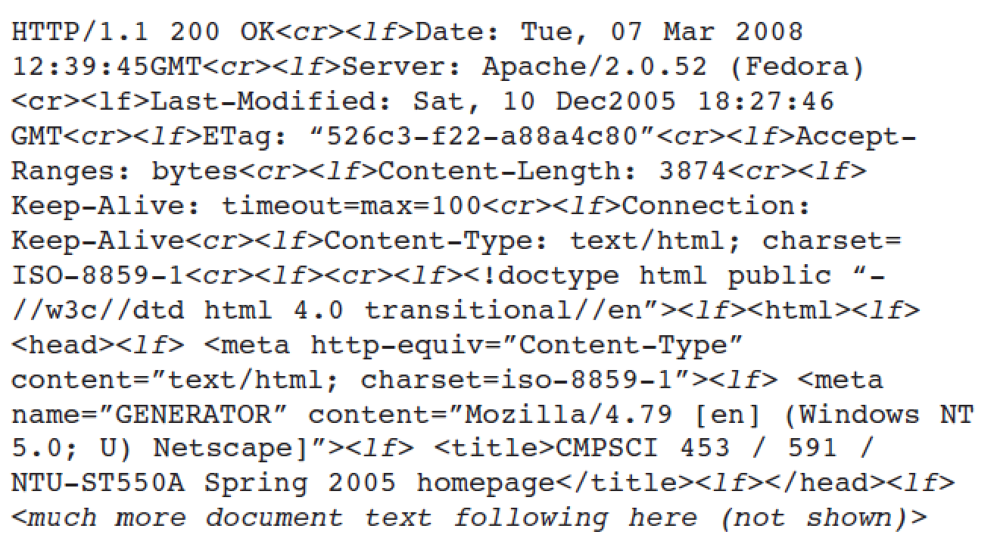 HTTP/1.1 200 OK<cr><lf>Date: Tue, 07 Mar 2008
12:39:45GMT<cr><lf>Server: Apache/2.0.52 (Fedora)
<cr><lf>Last-Modified: Sat, 10 Dec2005 18:27:46
GMT<cr><lf>ETag: “526c3-f22-a88a4c80”<cr><lf>Accept-
Ranges: bytes<cr><lf>Content-Length: 3874<cr><lf>
Keep-Alive: timeout=max=100<cr><lf>Connection:
Keep-Alive<cr><lf>Content-Type: text/html; charset=
ISO-8859-1<cr><lf><cr><lf><!doctype html public “-
//w3c//dtd html 4.0 transitional//en”><lf><html><lf>
<head><lf> <meta http-equiv=”Content-Type”
content=”text/html; charset=iso-8859-1”><lf> <meta
name=”GENERATOR” content=”Mozilla/4.79 [en] (Windows NT
5.0; U) Netscape]”><lf> <title>CMPSCI 453 / 591 /
NTU-ST550A Spring 2005 homepage</title><lf></head><lf>
<much more document text following here (not shown)>